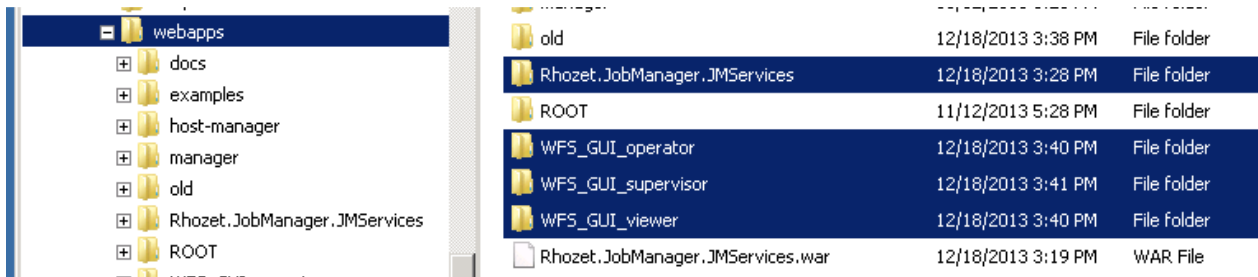 webapps
docs
examples
host-manager
manager
old
Rhozet.JobManager.JMServices
ROOT
old 12/18/2013 3:38 PM File folder
Rhozet.JobManager.JMServices 12/18/2013 3:28 PM File folder
ROOT 11/12/2013 5:28 PM File folder
WFS_GUI_operator 12/18/2013 3:40 PM File folder
WFS_GUI_supervisor 12/18/2013 3:41 PM File folder
WFS_GUI_viewer 12/18/2013 3:40 PM File folder
Rhozet.JobManager.JMServices.war 12/18/2013 3:19 PM WAR File